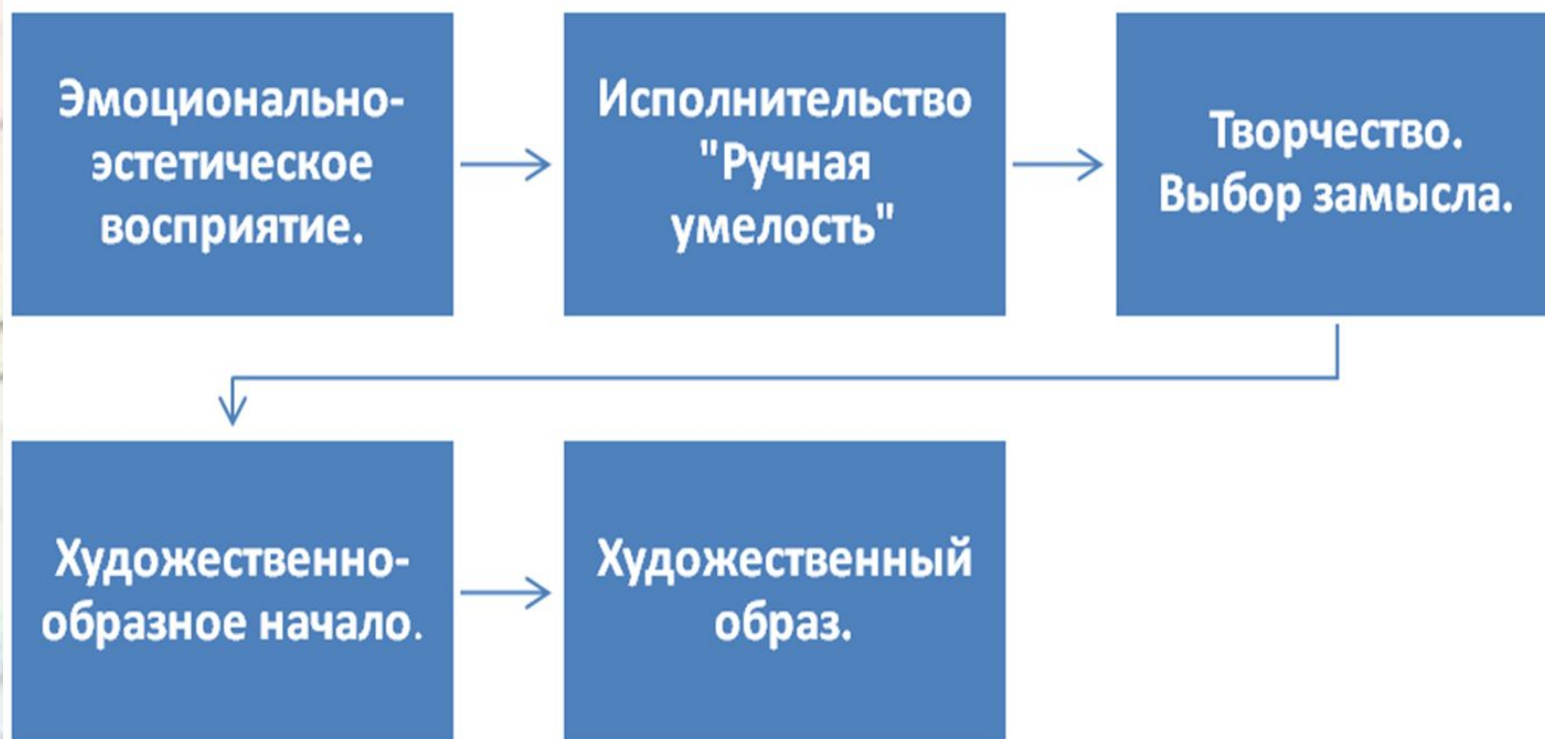 Эмоционально-
эстетическое
восприятие.
Исполнительство
"Ручная
умелость"
Творчество.
Выбор замысла.
Художественно-
образное начало.
Художественный
образ.